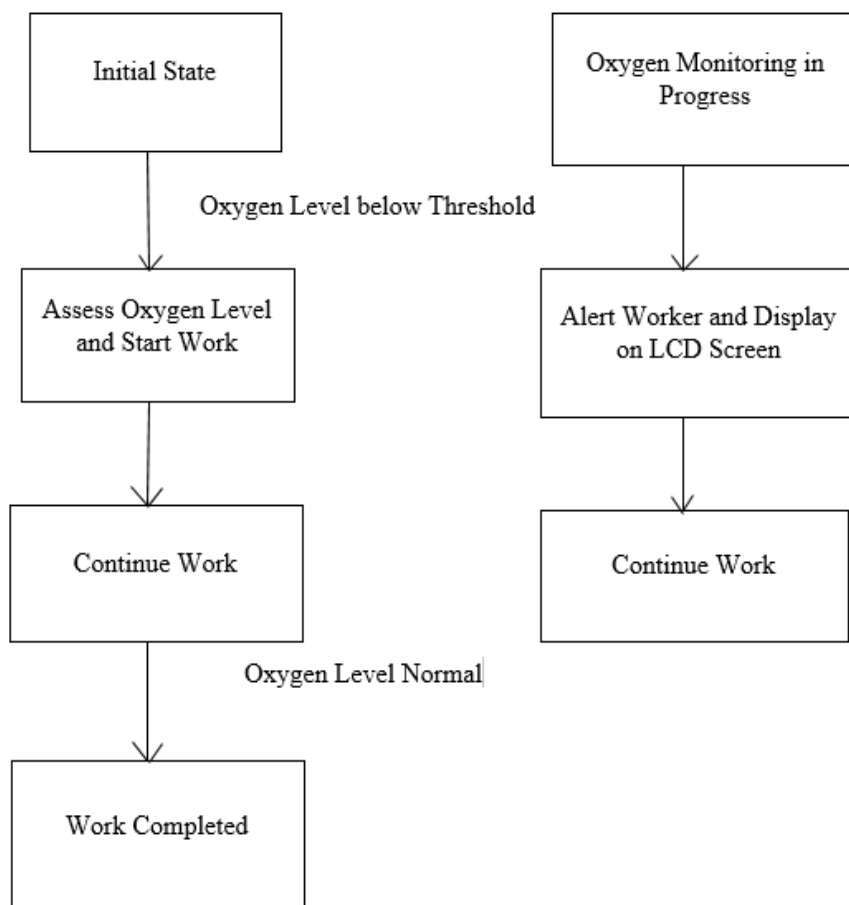 Initial State
Oxygen Monitoring in
Progress
Oxygen Level below Threshold
Assess Oxygen Level
and Start Work
Alert Worker and Display
on LCD Screen
Continue Work
Continue Work
Oxygen Level Normal
Work Completed